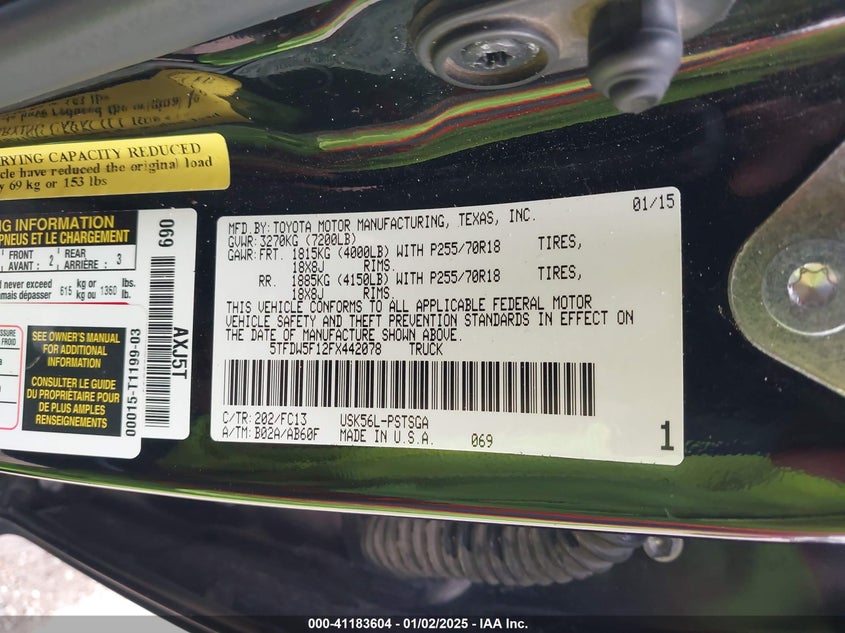 RYING CAPACITY REDUCED
cle have reduced the original load
y 69 kg or 153 lbs
NG INFORMATION
PNEUS ET LE CHARGEMENT
FRONT 2 REAR 3
AVANT : ARRIÈRE :
d never exceed 615 kg or 1360 lbs.
amais dépasser kg ou lb.
SEE OWNER'S MANUAL
FOR ADDITIONAL
INFORMATION
CONSULTER LE GUIDE
DU PROPRIÉTAIRE POUR
DE PLUS AMPLES
RENSEIGNEMENTS
00015-T1199-03
069
AXJ5T
MFD.BY:TOYOTA MOTOR MANUFACTURING, TEXAS, INC. 01/15
GVWR:3270KG (7200LB)
GAWR:FRT. 1815KG (4000LB) WITH P255/70R18 TIRES,
18X8J RIMS.
RR. 1885KG (4150LB) WITH P255/70R18 TIRES,
18X8J RIMS.
THIS VEHICLE CONFORMS TO ALL APPLICABLE FEDERAL MOTOR
VEHICLE SAFETY AND THEFT PREVENTION STANDARDS IN EFFECT ON
THE DATE OF MANUFACTURE SHOWN ABOVE.
5TFDW5F12FX442078 TRUCK
C/TR:202/FC13 USK56L-PSTSGA
A/TM:B02A/AB60F MADE IN U.S.A. 069
1
000-41183604 - 01/02/2025 - IAA Inc.